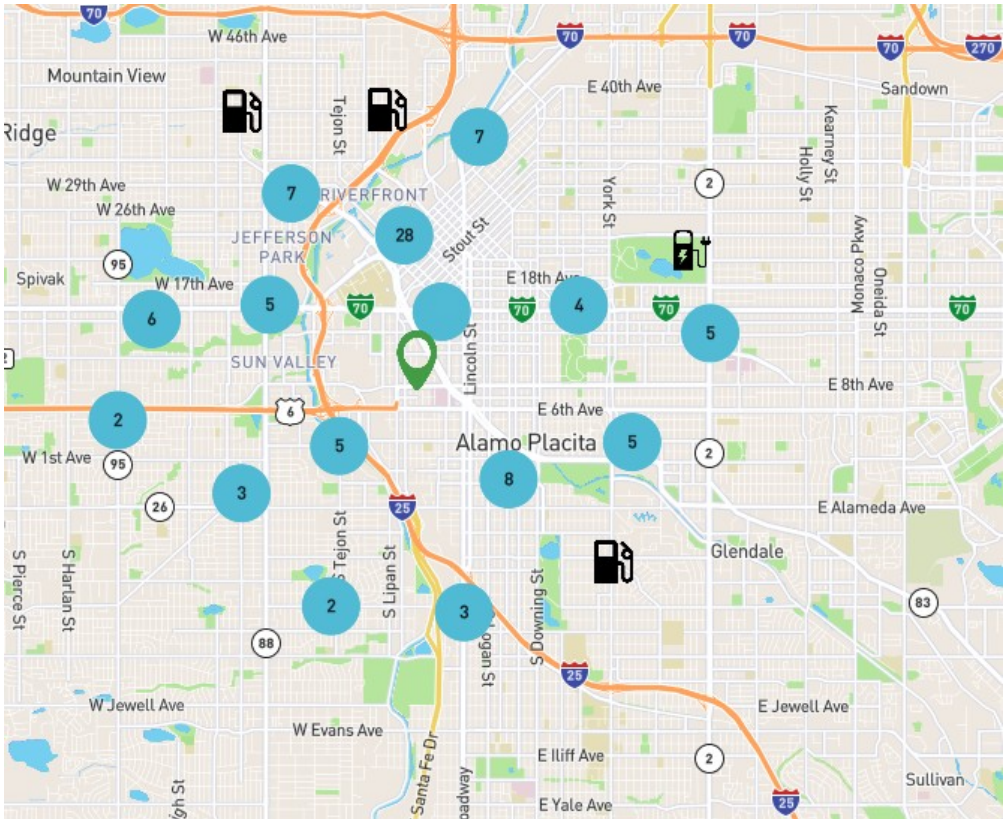 70
W 46th Ave
70
70
70
270
Mountain View
E 40th Ave
Sandown
Tejon St
Kearney St
Ridge
7
Holly St
W 29th Ave
7
RIVERFRONT
York St
2
W 26th Ave
28
Stout St
JEFFERSON
PARK
Monaco Pkwy
95
Spivak
W 17th Ave
E 18th Ave
Oneida St
5
4
70
70
70
70
6
5
Lincoln St
2
SUN VALLEY
E 8th Ave
6
E 6th Ave
2
5
Alamo Placita
5
W 1st Ave
95
2
8
3
26
25
E Alameda Ave
S Tejon St
S Lipan St
Glendale
S Pierce St
S Harlan St
S Downing St
2
3
83
88
ogan St
25
W Jewell Ave
E Jewell Ave
W Evans Ave
Santa Fe Dr
E Iliff Ave
2
Sullivan
igh St
oadway
E Yale Ave
25